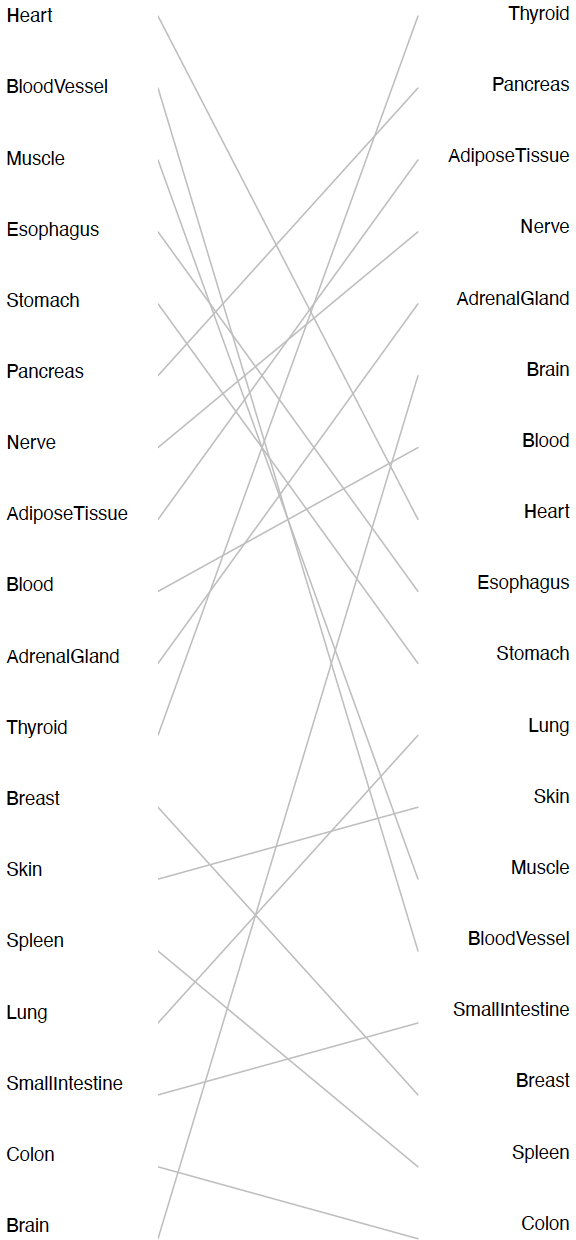 Heart
BloodVessel
Muscle
Esophagus
Stomach
Pancreas
Nerve
AdiposeTissue
Blood
AdrenalGland
Thyroid
Breast
Skin
Spleen
Lung
SmallIntestine
Colon
Brain
Thyroid
Pancreas
AdiposeTissue
Nerve
AdrenalGland
Brain
Blood
Heart
Esophagus
Stomach
Lung
Skin
Muscle
BloodVessel
SmallIntestine
Breast
Spleen
Colon